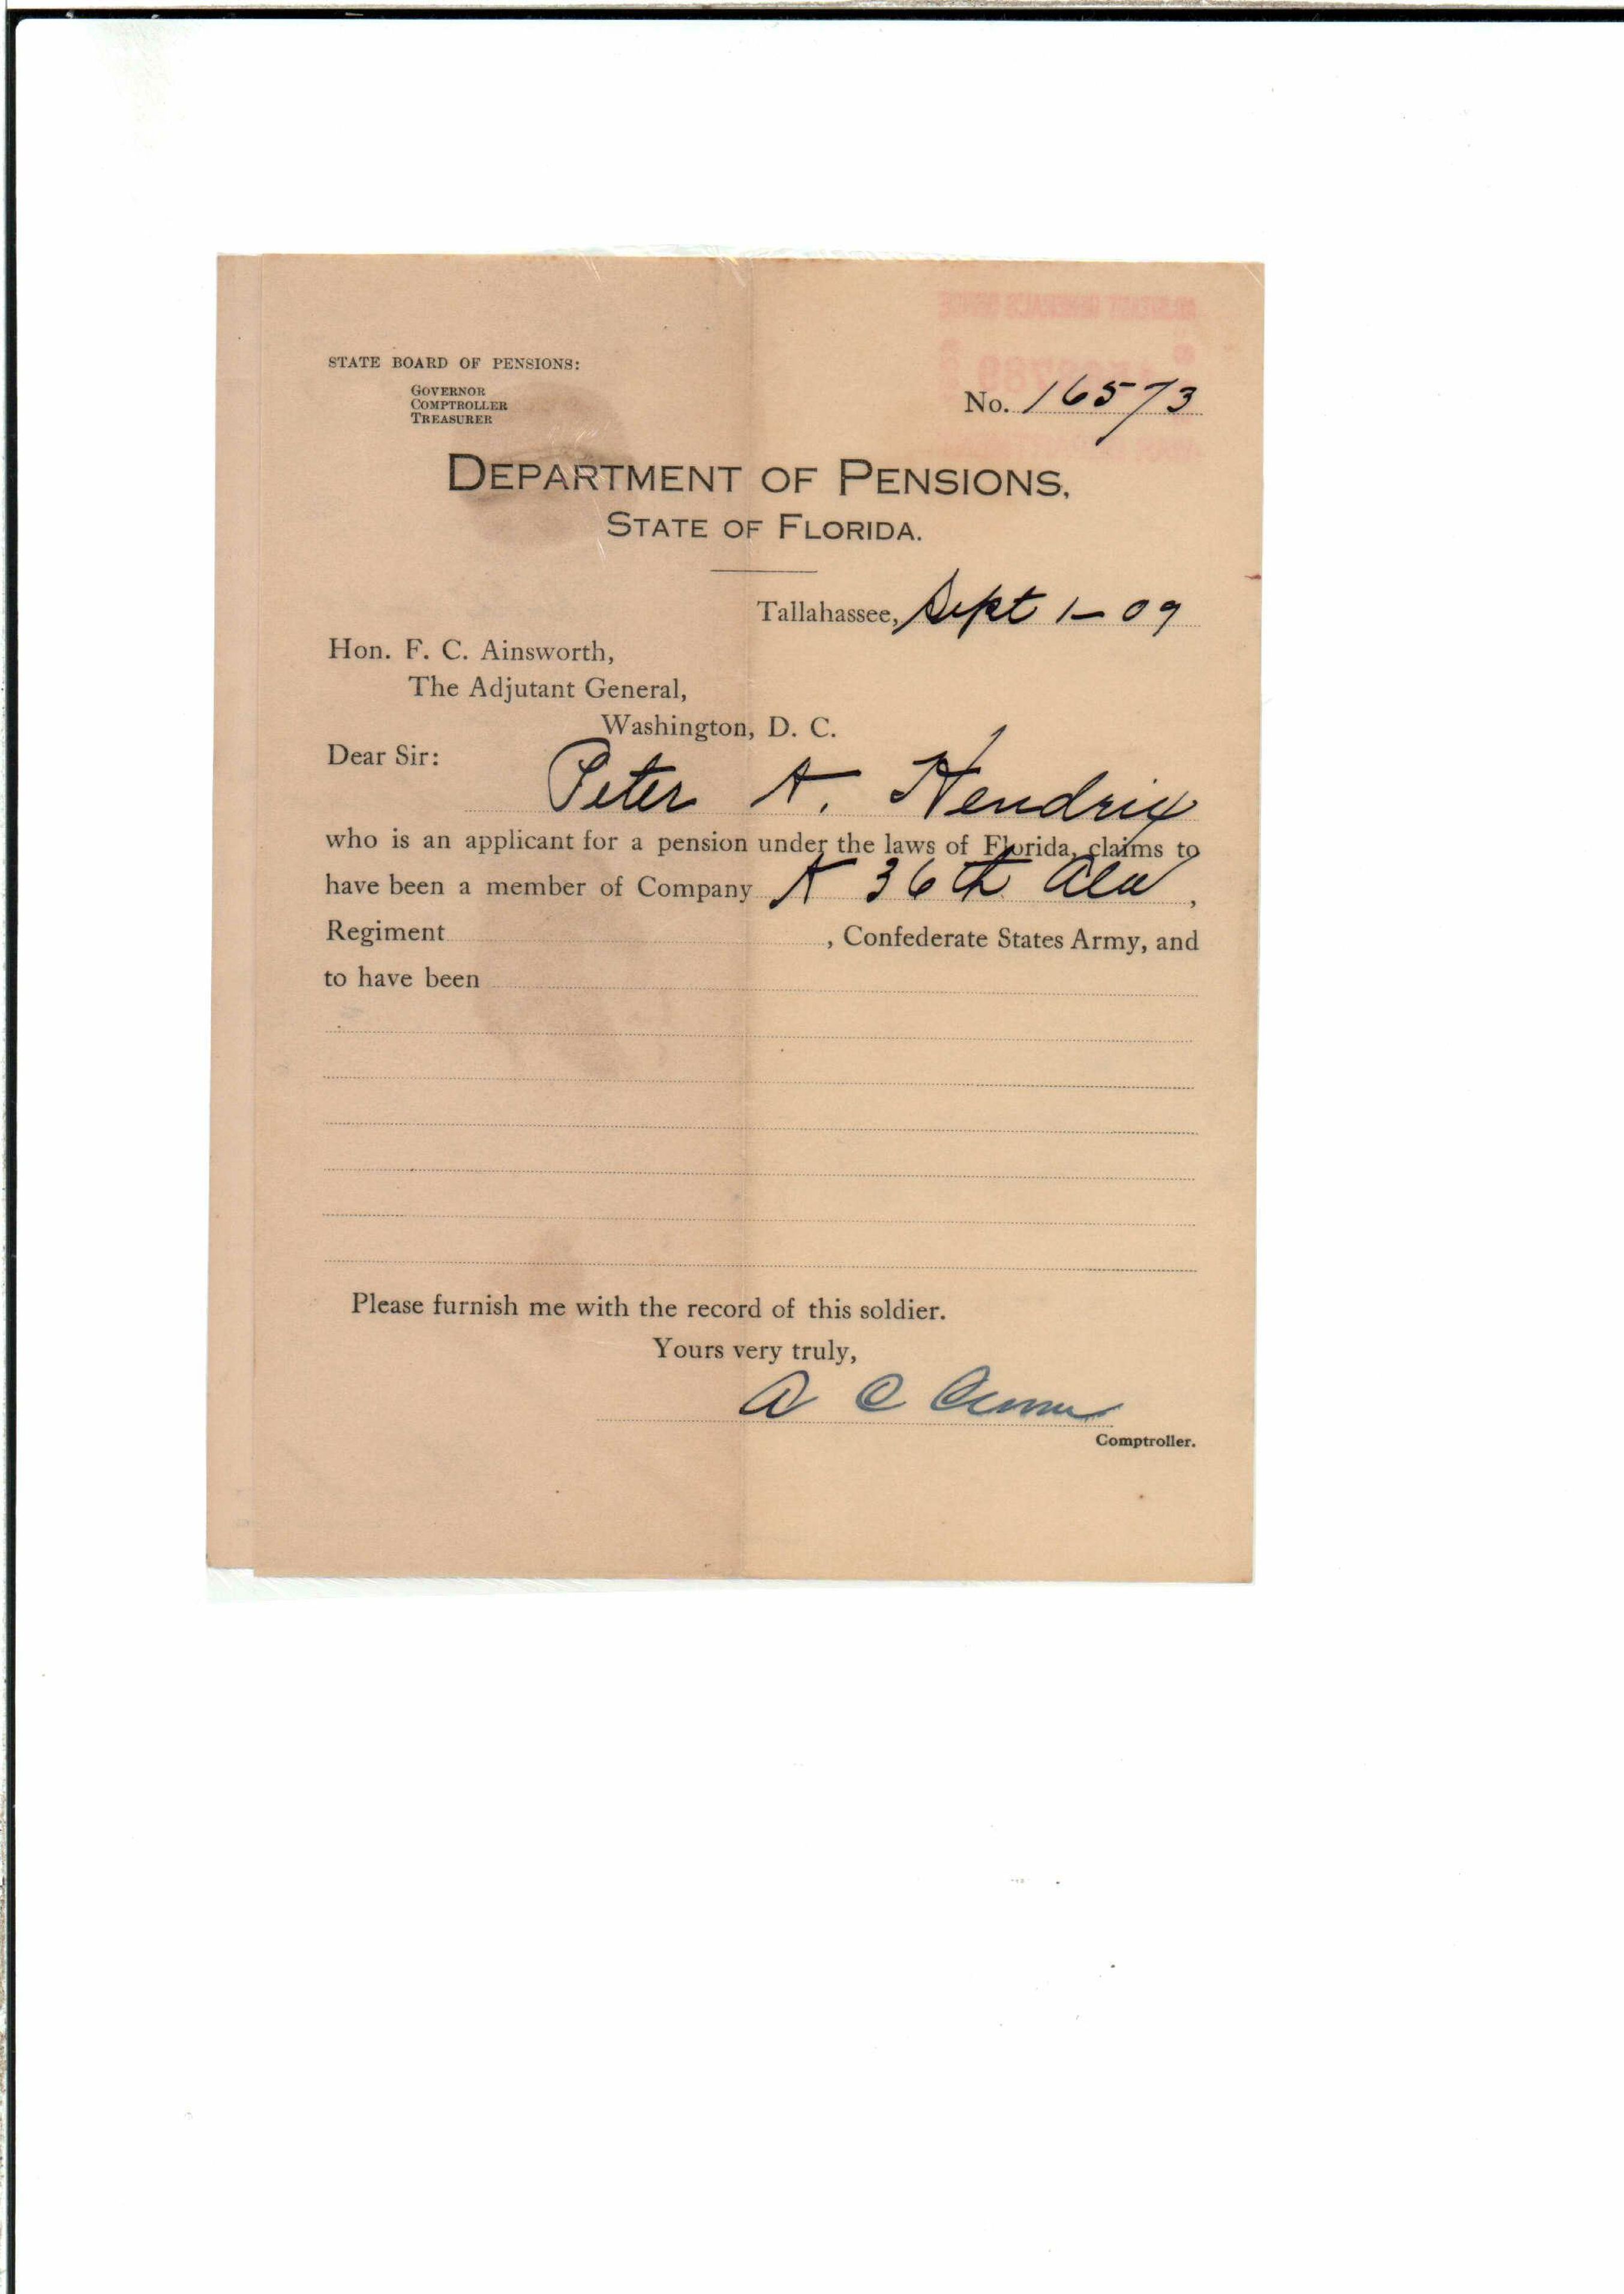 STATE BOARD OF PENSIONS:
GOVERNOR
COMPTROLLER
TREASURER
No. 16573
DEPARTMENT OF PENSIONS,
STATE OF FLORIDA.
Tallahassee, Sept 1-09
Hon. F. C. Ainsworth,
The Adjutant General,
Washington, D. C.
Dear Sir:
Peter A. Hendrix
who is an applicant for a pension under the laws of Florida, claims to
have been a member of Company K 36th Ala,
Regiment , Confederate States Army, and
to have been
Please furnish me with the record of this soldier.
Yours very truly,
A C
Comptroller.